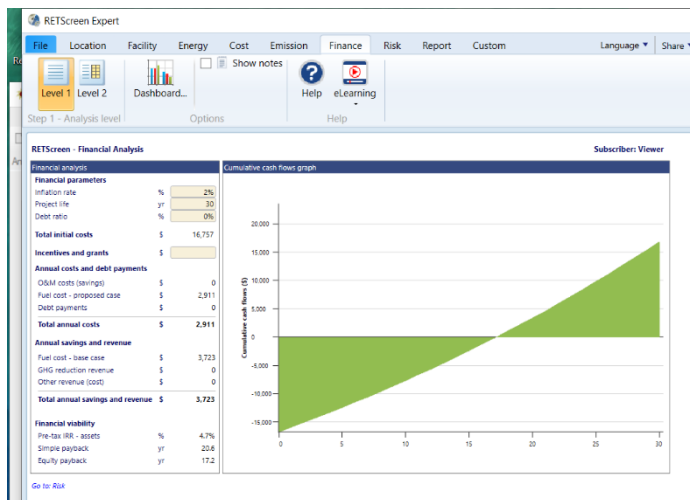 RETScreen Expert
File Location Facility Energy Cost Emission Finance Risk Report Custom Language Share
Show notes
Level 1 Level 2 Dashboard... Help eLearning
Step 1 - Analysis level Options Help
RETScreen - Financial Analysis Subscriber: Viewer
Financial analysis Cumulative cash flows graph
Financial parameters
Inflation rate % 2%
Project life yr 30
Debt ratio % 0%
Total initial costs $ 16,757
Incentives and grants $
Annual costs and debt payments
O&M costs (savings) $ 0
Fuel cost - proposed case $ 2,911
Debt payments $ 0
Total annual costs $ 2,911
Annual savings and revenue
Fuel cost - base case $ 3,723
GHG reduction revenue $ 0
Other revenue (cost) $ 0
Total annual savings and revenue $ 3,723
Financial viability
Pre-tax IRR - assets % 4.7%
Simple payback yr 20.6
Equity payback yr 17.2
Go to: Risk
Cumulative cash flows ($)
20,000
15,000
10,000
5,000
0
-5,000
-10,000
-15,000
0 5 10 15 20 25 30